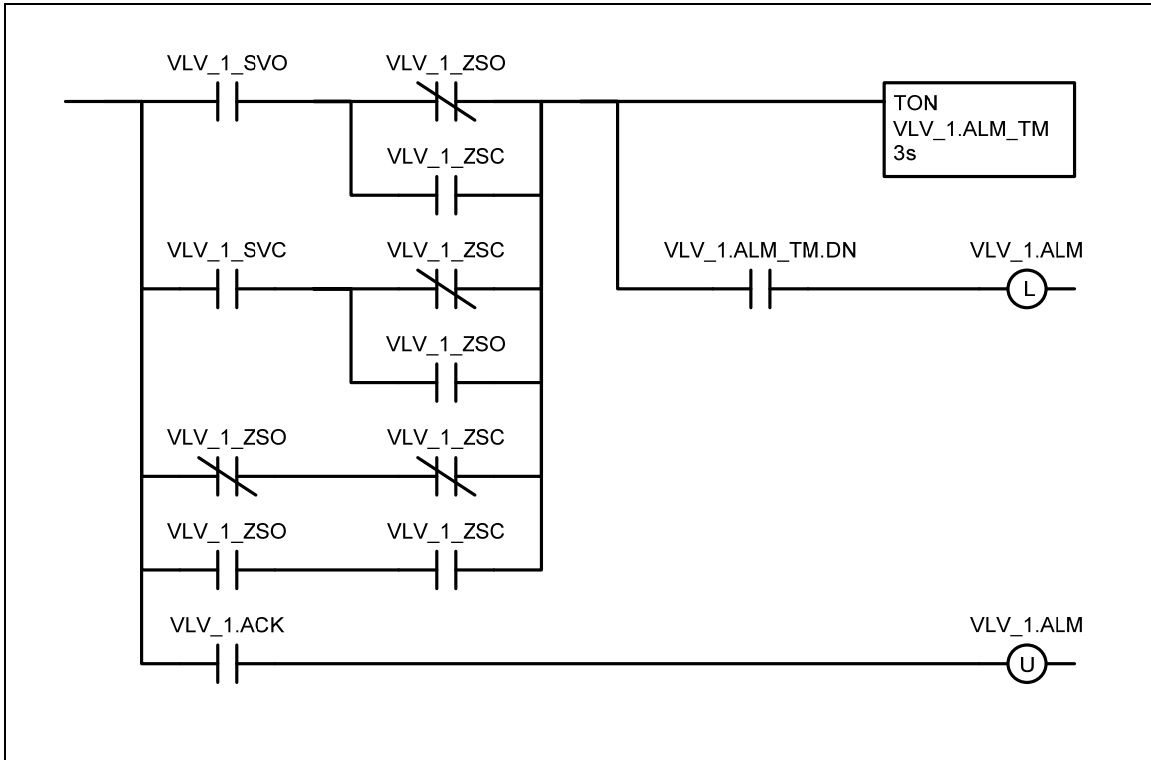 VLV_1_SVO
VLV_1_ZSO
TON
VLV_1.ALM_TM
3s
VLV_1_ZSC
VLV_1_SVC
VLV_1_ZSC
VLV_1.ALM_TM.DN
VLV_1.ALM
L
VLV_1_ZSO
VLV_1_ZSO
VLV_1_ZSC
VLV_1_ZSO
VLV_1_ZSC
VLV_1.ACK
VLV_1.ALM
U